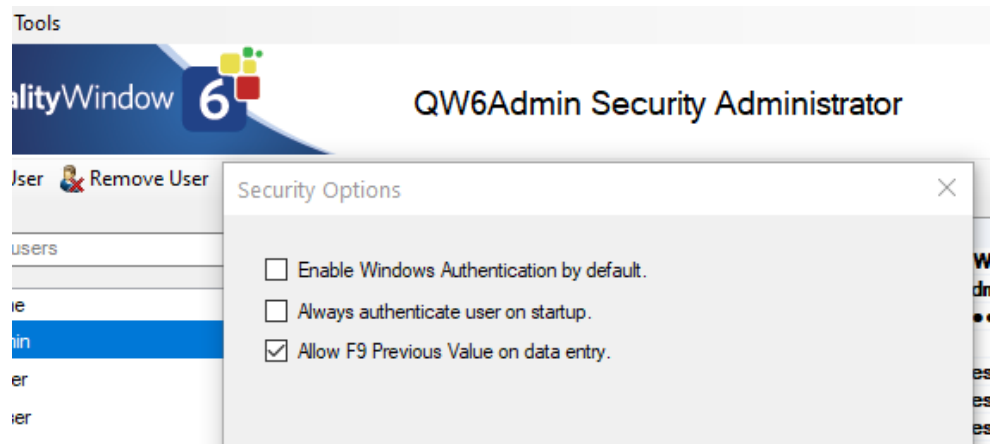 Tools
alityWindow 6
QW6Admin Security Administrator
User Remove User
Security Options
users
Enable Windows Authentication by default.
Always authenticate user on startup.
Allow F9 Previous Value on data entry.